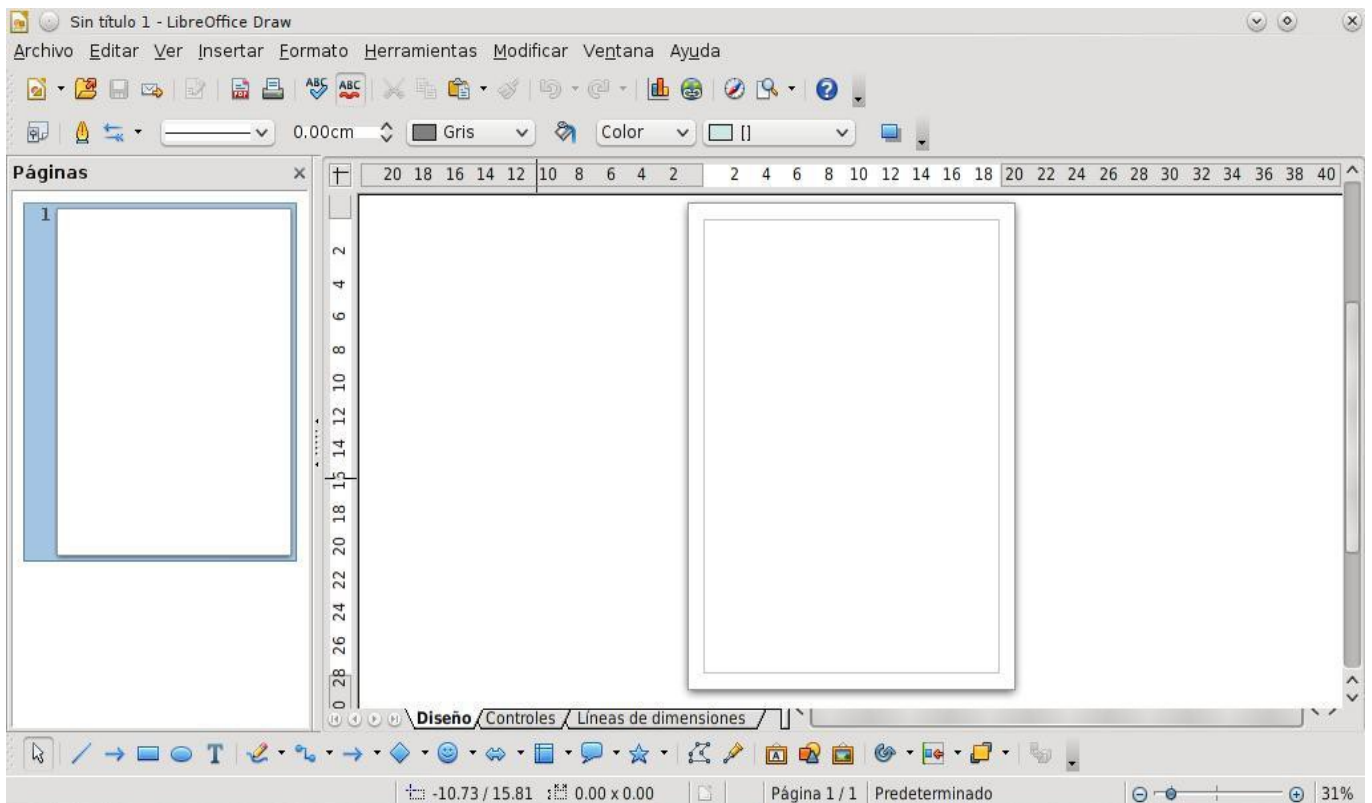 Sin título 1 - LibreOffice Draw
Archivo Editar Ver Insertar Formato Herramientas Modificar Ventana Ayuda
PDF ABC ABC
0.00cm Gris Color []
Páginas
20 18 16 14 12 10 8 6 4 2 2 4 6 8 10 12 14 16 18 20 22 24 26 28 30 32 34 36 38 40
1
2
4
6
8
10
12
14
18
20
22
24
26
28
Diseño Controles Líneas de dimensiones
T A
-10.73 / 15.81 0.00 x 0.00 Página 1 / 1 Predeterminado 31%